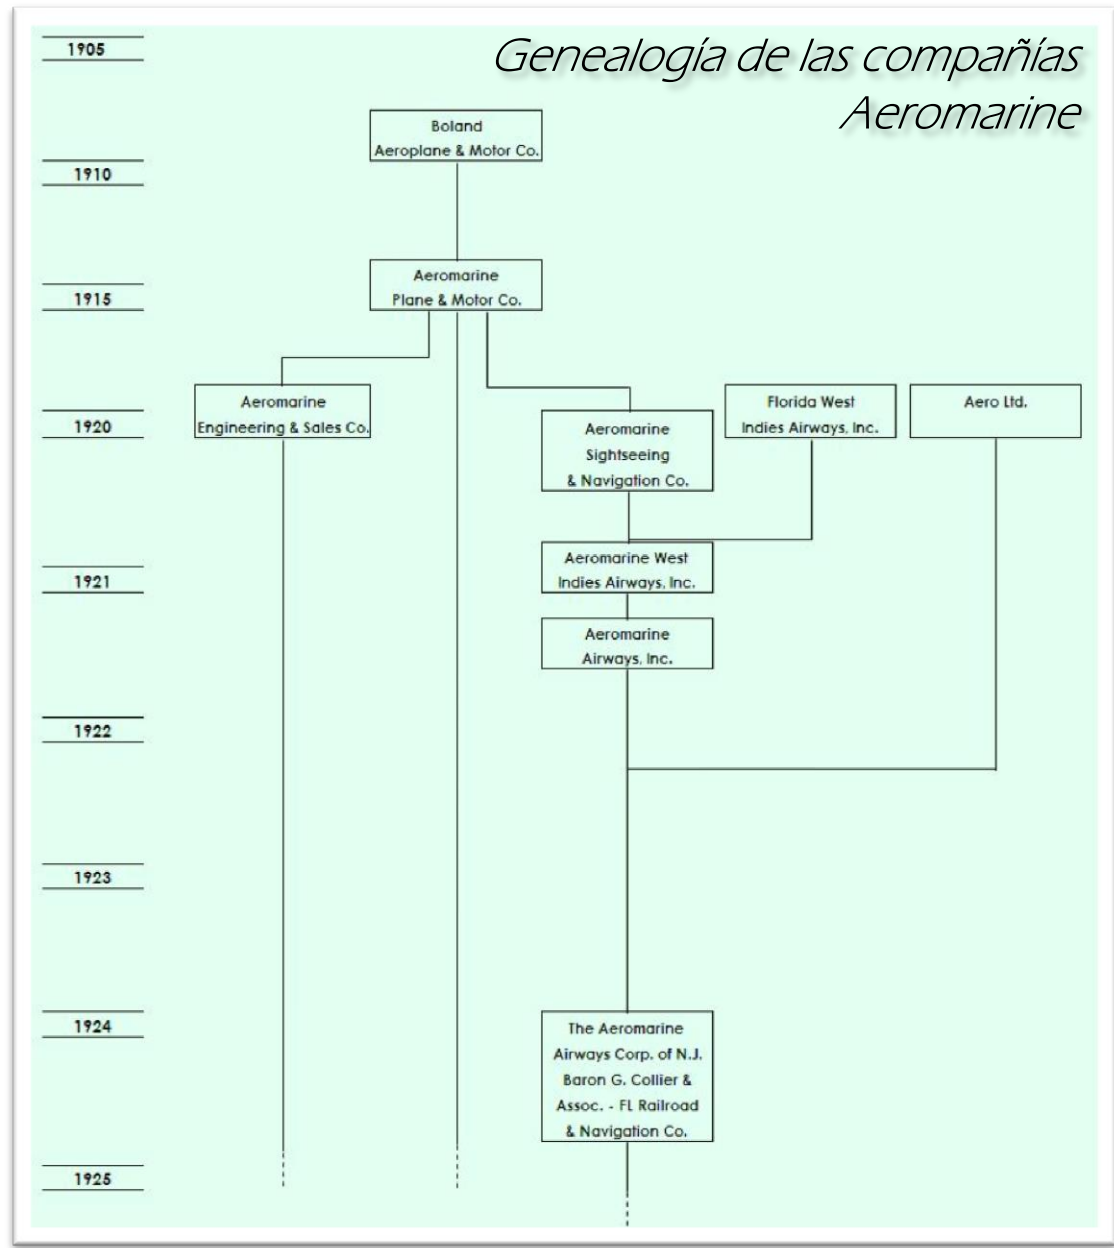 Genealogía de las compañías
Aeromarine
1905
Boland
Aeroplane & Motor Co.
1910
Aeromarine
Plane & Motor Co.
1915
Aeromarine
Engineering & Sales Co.
1920
Aeromarine
Sightseeing
& Navigation Co.
Florida West
Indies Airways, Inc.
Aero Ltd.
Aeromarine West
Indies Airways, Inc.
1921
Aeromarine
Airways, Inc.
1922
1923
1924
The Aeromarine
Airways Corp. of N.J.
Baron G. Collier &
Assoc. - FL Railroad
& Navigation Co.
1925